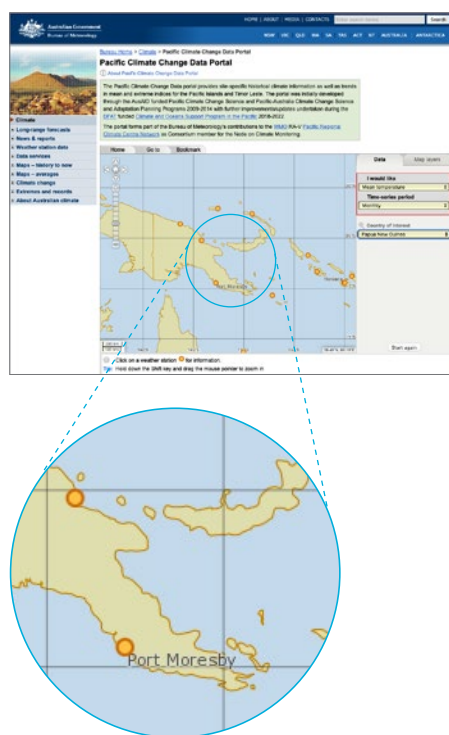 HOME | ABOUT | MEDIA | CONTACTS
Search
Australian Government
Bureau of Meteorology
NSW VIC QLD WA SA TAS ACT NT AUSTRALIA ANTARCTICA
Bureau Home > Climate > Pacific Climate Change Data Portal
Pacific Climate Change Data Portal
About Pacific Climate Change Data Portal
The Pacific Climate Change Data portal provides site-specific historical climate information as well as trends
in mean and extreme indices for the Pacific Islands and Timor Leste. The portal was initially developed
through the AusAID funded Pacific Climate Change Science and Pacific-Australia Climate Change Science
and Adaptation Planning Programs 2009-2014 with further improvements/updates undertaken during the
DFAT funded Climate and Oceans Support Program in the Pacific 2018-2022
The portal forms part of the Bureau of Meteorology's contributions to the WMO RA-V Pacific Regional
Climate Centre Network as Consortium member for the Node on Climate Monitoring.
Climate
Long-range forecasts
News & reports
Weather station data
Data services
Maps – history to now
Maps – averages
Climate change
Extremes and records
About Australian climate
Home
Go to
Bookmark
Data
Map layers
I would like
Mean temperature
Time-series period
Monthly
Country of interest
Papua New Guinea
Port Moresby
Start again
Click on a weather station for information.
Tip: Hold down the Shift key and drag the mouse pointer to zoom in
Port Moresby